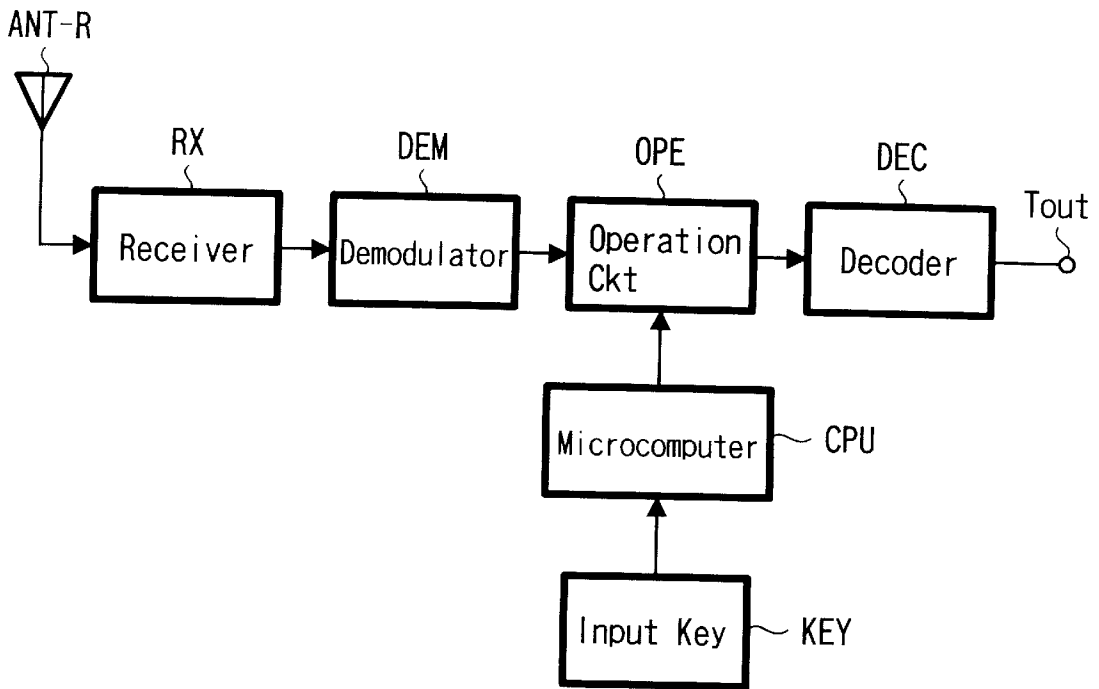 ANT-R
RX
DEM
OPE
DEC
Tout
Receiver
Demodulator
Operation
Ckt
Decoder
Microcomputer
CPU
Input Key
KEY